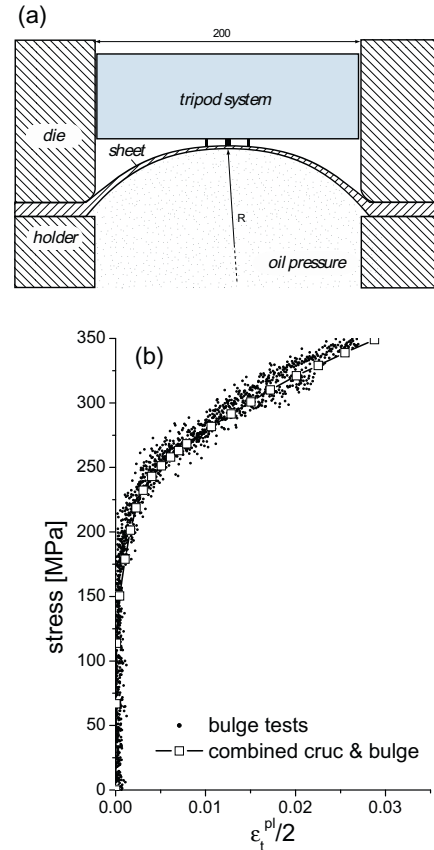 (a)
200
tripod system
die
sheet
holder
R
oil pressure
(b)
350
300
250
200
150
100
50
0
stress [MPa]
bulge tests
combined cruc & bulge
0.00
0.01
0.02
0.03
ε_t^pl/2